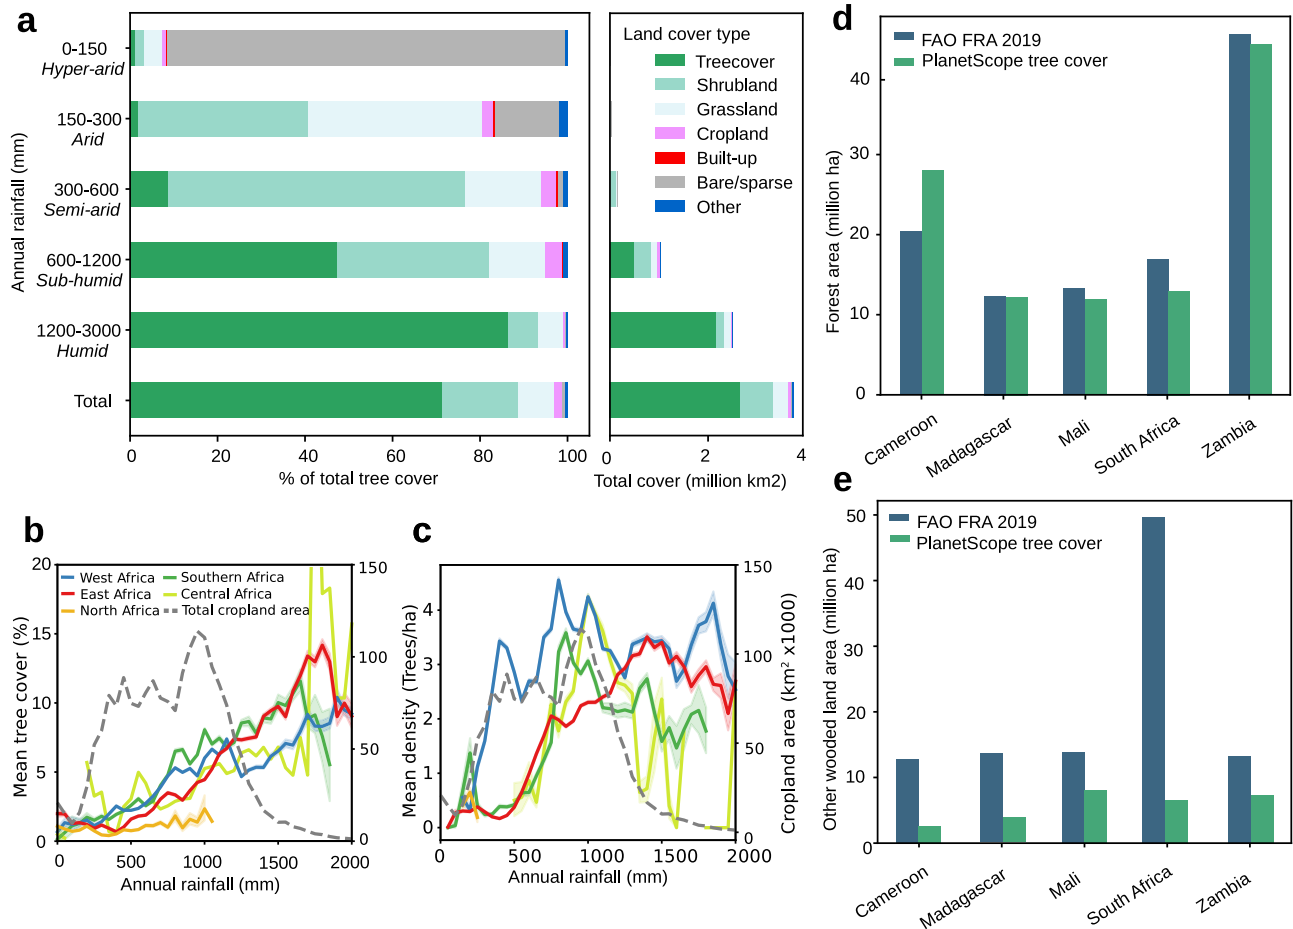 a
Annual rainfall (mm)
0-150
Hyper-arid
150-300
Arid
300-600
Semi-arid
600-1200
Sub-humid
1200-3000
Humid
Total
0 20 40 60 80 100
% of total tree cover
Land cover type
Treecover
Shrubland
Grassland
Cropland
Built-up
Bare/sparse
Other
0 2 4
Total cover (million km2)
b
Mean tree cover (%)
20
15
10
5
0
West Africa
East Africa
North Africa
Southern Africa
Central Africa
Total cropland area
150
100
50
0
0 500 1000 1500 2000
Annual rainfall (mm)
c
Mean density (Trees/ha)
4
3
2
1
0
150
100
50
0
Cropland area (km² x1000)
0 500 1000 1500 2000
Annual rainfall (mm)
d
Forest area (million ha)
40
30
20
10
0
FAO FRA 2019
PlanetScope tree cover
Cameroon
Madagascar
Mali
South Africa
Zambia
e
Other wooded land area (million ha)
50
40
30
20
10
0
FAO FRA 2019
PlanetScope tree cover
Cameroon
Madagascar
Mali
South Africa
Zambia